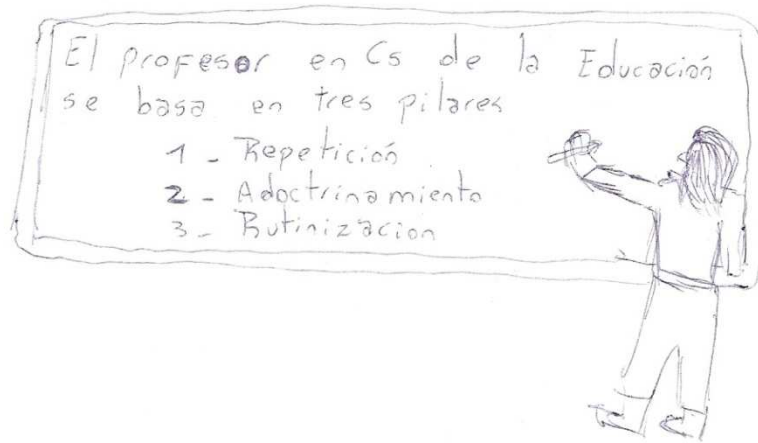 El profesor en Cs de la Educación
se basa en tres pilares
1 - Repetición
2 - Adoctrinamiento
3 - Rutinización